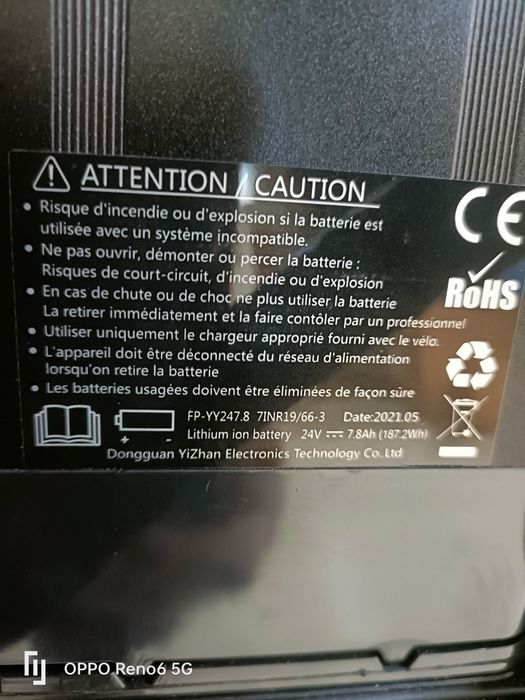 ATTENTION / CAUTION
CE
• Risque d'incendie ou d'explosion si la batterie est
utilisée avec un système incompatible.
• Ne pas ouvrir, démonter ou percer la batterie :
Risques de court-circuit, d'incendie ou d'explosion
RoHS
• En cas de chute ou de choc ne plus utiliser la batterie
La retirer immédiatement et la faire contôler par un professionnel
• Utiliser uniquement le chargeur approprié fourni avec le vélo.
• L'appareil doit être déconnecté du réseau d'alimentation
lorsqu'on retire la batterie
• Les batteries usagées doivent être éliminées de façon sûre
FP-YY247.8 7INR19/66-3 Date:2021.05
Lithium ion battery 24V ⎓ 7.8Ah (187.2Wh)
+ -
Dongguan YiZhan Electronics Technology Co.Ltd
OPPO Reno6 5G